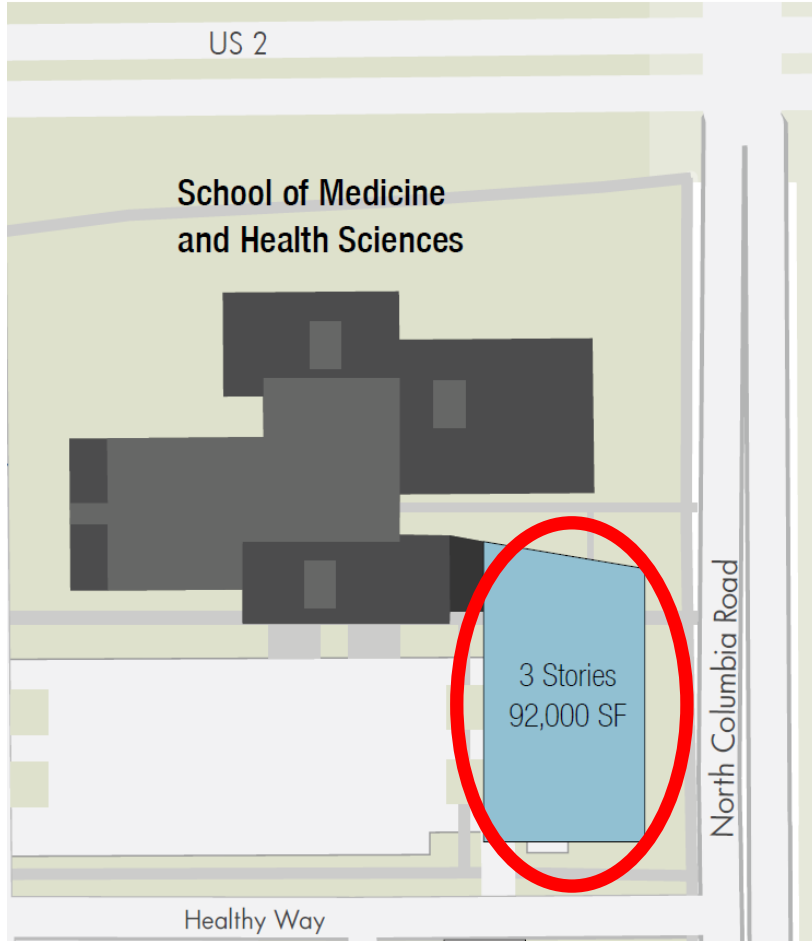 US 2
School of Medicine
and Health Sciences
3 Stories
92,000 SF
North Columbia Road
Healthy Way